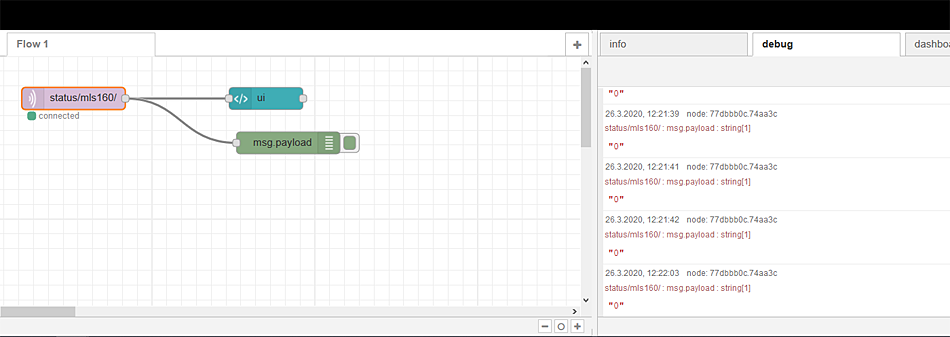 Flow 1
status/mls160/
connected
ui
msg.payload
info
debug
dashboa
"0"
26.3.2020, 12:21:39 node: 77dbbb0c.74aa3c
status/mls160/ : msg.payload : string[1]
"0"
26.3.2020, 12:21:41 node: 77dbbb0c.74aa3c
status/mls160/ : msg.payload : string[1]
"0"
26.3.2020, 12:21:42 node: 77dbbb0c.74aa3c
status/mls160/ : msg.payload : string[1]
"0"
26.3.2020, 12:22:03 node: 77dbbb0c.74aa3c
status/mls160/ : msg.payload : string[1]
"0"